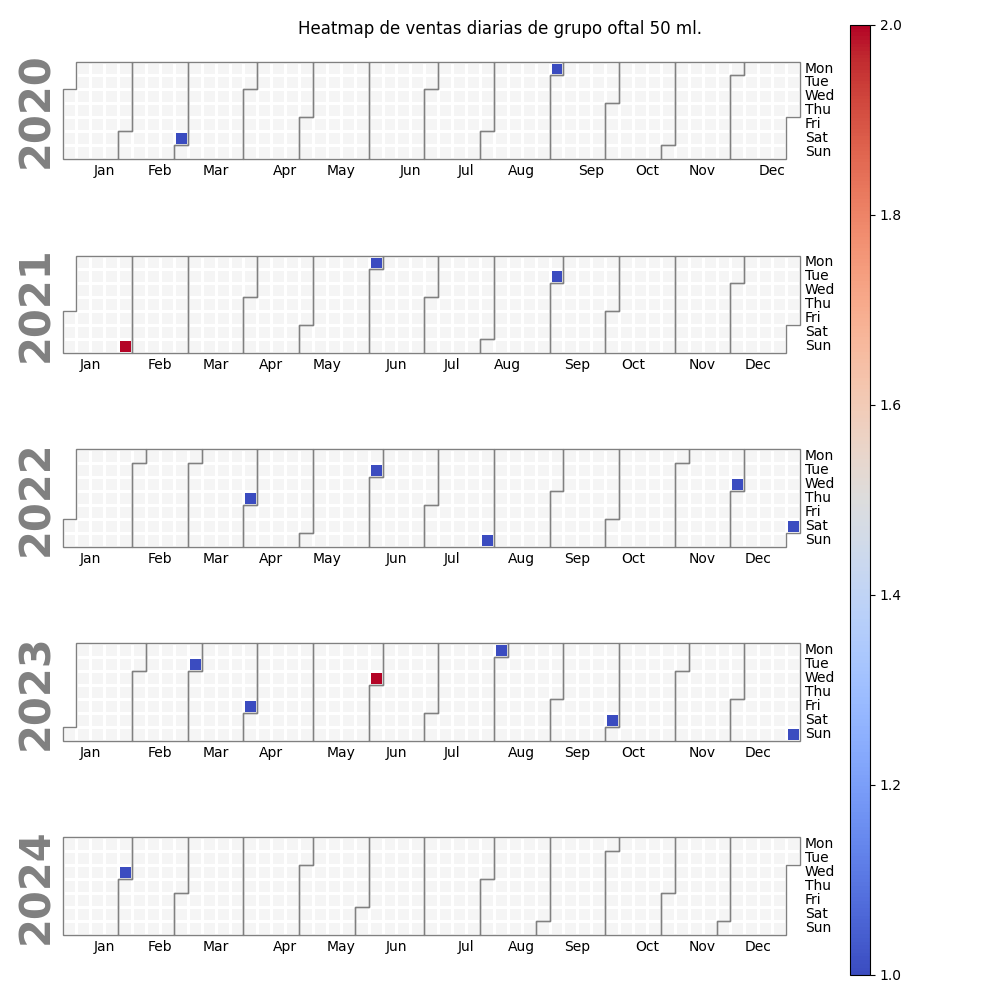 Heatmap de ventas diarias de grupo oftal 50 ml.
2020
Mon
Tue
Wed
Thu
Fri
Sat
Sun
Jan Feb Mar Apr May Jun Jul Aug Sep Oct Nov Dec
2021
Mon
Tue
Wed
Thu
Fri
Sat
Sun
Jan Feb Mar Apr May Jun Jul Aug Sep Oct Nov Dec
2022
Mon
Tue
Wed
Thu
Fri
Sat
Sun
Jan Feb Mar Apr May Jun Jul Aug Sep Oct Nov Dec
2023
Mon
Tue
Wed
Thu
Fri
Sat
Sun
Jan Feb Mar Apr May Jun Jul Aug Sep Oct Nov Dec
2024
Mon
Tue
Wed
Thu
Fri
Sat
Sun
Jan Feb Mar Apr May Jun Jul Aug Sep Oct Nov Dec
2.0
1.8
1.6
1.4
1.2
1.0